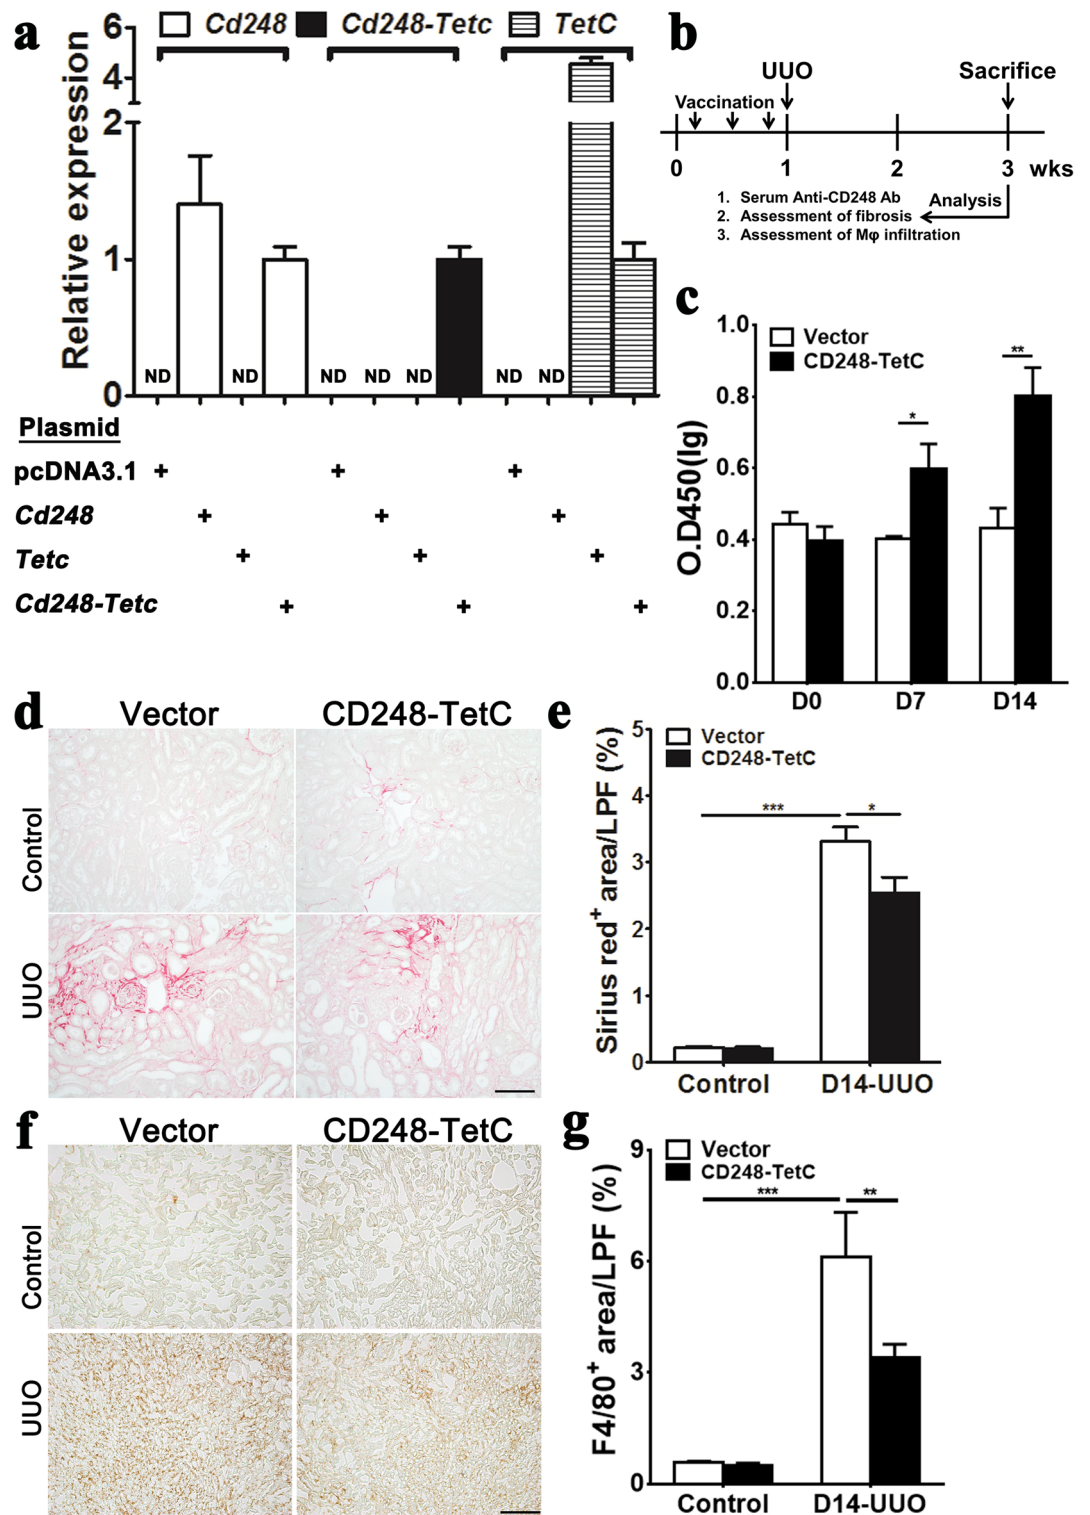 a
Cd248
Cd248-Tetc
TetC
Relative expression
6
4
2
1
0
ND
ND
ND
ND
ND
ND
ND
Plasmid
pcDNA3.1 + + +
Cd248 + + +
Tetc + + +
Cd248-Tetc + + +
b
UUO
Sacrifice
Vaccination
0 1 2 3 wks
1. Serum Anti-CD248 Ab
2. Assessment of fibrosis
3. Assessment of Mφ infiltration
Analysis
c
Vector
CD248-TetC
O.D450(Ig)
1.0
0.8
0.6
0.4
0.2
0.0
*
**
D0 D7 D14
d
Vector CD248-TetC
Control
UUO
e
Vector
CD248-TetC
Sirius red+ area/LPF (%)
5
4
3
2
1
0
*** *
Control D14-UUO
f
Vector CD248-TetC
Control
UUO
g
Vector
CD248-TetC
F4/80+ area/LPF (%)
9
6
3
0
*** **
Control D14-UUO